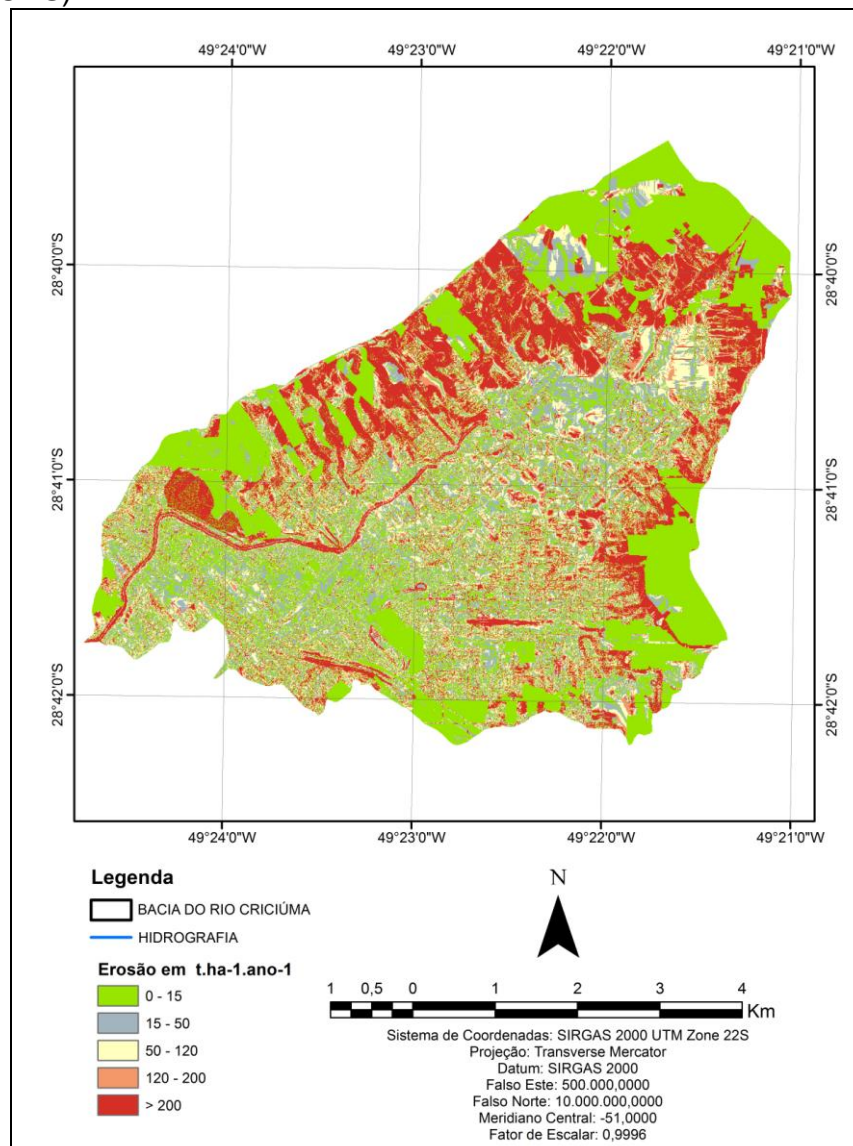 49°24'0"W 49°23'0"W 49°22'0"W 49°21'0"W
28°40'0"S 28°40'0"S
28°41'0"S 28°41'0"S
28°42'0"S 28°42'0"S
49°24'0"W 49°23'0"W 49°22'0"W 49°21'0"W
Legenda
BACIA DO RIO CRICIÚMA
HIDROGRAFIA
Erosão em t.ha-1.ano-1
0 - 15
15 - 50
50 - 120
120 - 200
> 200
N
1 0,5 0 1 2 3 4
Km
Sistema de Coordenadas: SIRGAS 2000 UTM Zone 22S
Projeção: Transverse Mercator
Datum: SIRGAS 2000
Falso Este: 500.000,0000
Falso Norte: 10.000.000,0000
Meridiano Central: -51,0000
Fator de Escalar: 0,9996